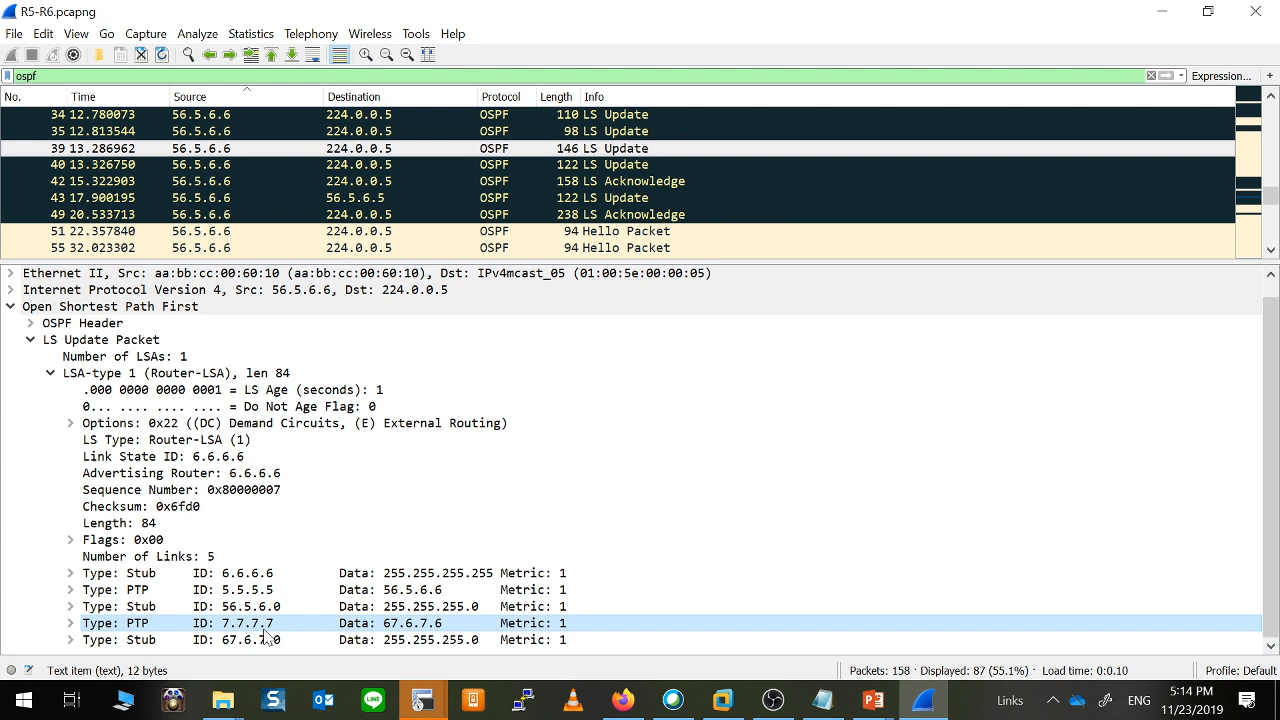 R5-R6.pcapng
File Edit View Go Capture Analyze Statistics Telephony Wireless Tools Help
ospf Expression... +
No. Time Source Destination Protocol Length Info
34 12.780073 56.5.6.6 224.0.0.5 OSPF 110 LS Update
35 12.813544 56.5.6.6 224.0.0.5 OSPF 98 LS Update
39 13.286962 56.5.6.6 224.0.0.5 OSPF 146 LS Update
40 13.326750 56.5.6.6 224.0.0.5 OSPF 122 LS Update
42 15.322903 56.5.6.6 224.0.0.5 OSPF 158 LS Acknowledge
43 17.900195 56.5.6.6 56.5.6.5 OSPF 122 LS Update
49 20.533713 56.5.6.6 224.0.0.5 OSPF 238 LS Acknowledge
51 22.357840 56.5.6.6 224.0.0.5 OSPF 94 Hello Packet
55 32.023302 56.5.6.6 224.0.0.5 OSPF 94 Hello Packet
Ethernet II, Src: aa:bb:cc:00:60:10 (aa:bb:cc:00:60:10), Dst: IPv4mcast_05 (01:00:5e:00:00:05)
Internet Protocol Version 4, Src: 56.5.6.6, Dst: 224.0.0.5
Open Shortest Path First
OSPF Header
LS Update Packet
Number of LSAs: 1
LSA-type 1 (Router-LSA), len 84
.000 0000 0000 0001 = LS Age (seconds): 1
0... .... .... .... = Do Not Age Flag: 0
Options: 0x22 ((DC) Demand Circuits, (E) External Routing)
LS Type: Router-LSA (1)
Link State ID: 6.6.6.6
Advertising Router: 6.6.6.6
Sequence Number: 0x80000007
Checksum: 0x6fd0
Length: 84
Flags: 0x00
Number of Links: 5
Type: Stub ID: 6.6.6.6 Data: 255.255.255.255 Metric: 1
Type: PTP ID: 5.5.5.5 Data: 56.5.6.6 Metric: 1
Type: Stub ID: 56.5.6.0 Data: 255.255.255.0 Metric: 1
Type: PTP ID: 7.7.7.7 Data: 67.6.7.6 Metric: 1
Type: Stub ID: 67.6.7.0 Data: 255.255.255.0 Metric: 1
Text item (text), 12 bytes Packets: 158 · Displayed: 87 (55.1%) · Load time: 0:0.10 Profile: Default
Links ENG 5:14 PM
11/23/2019